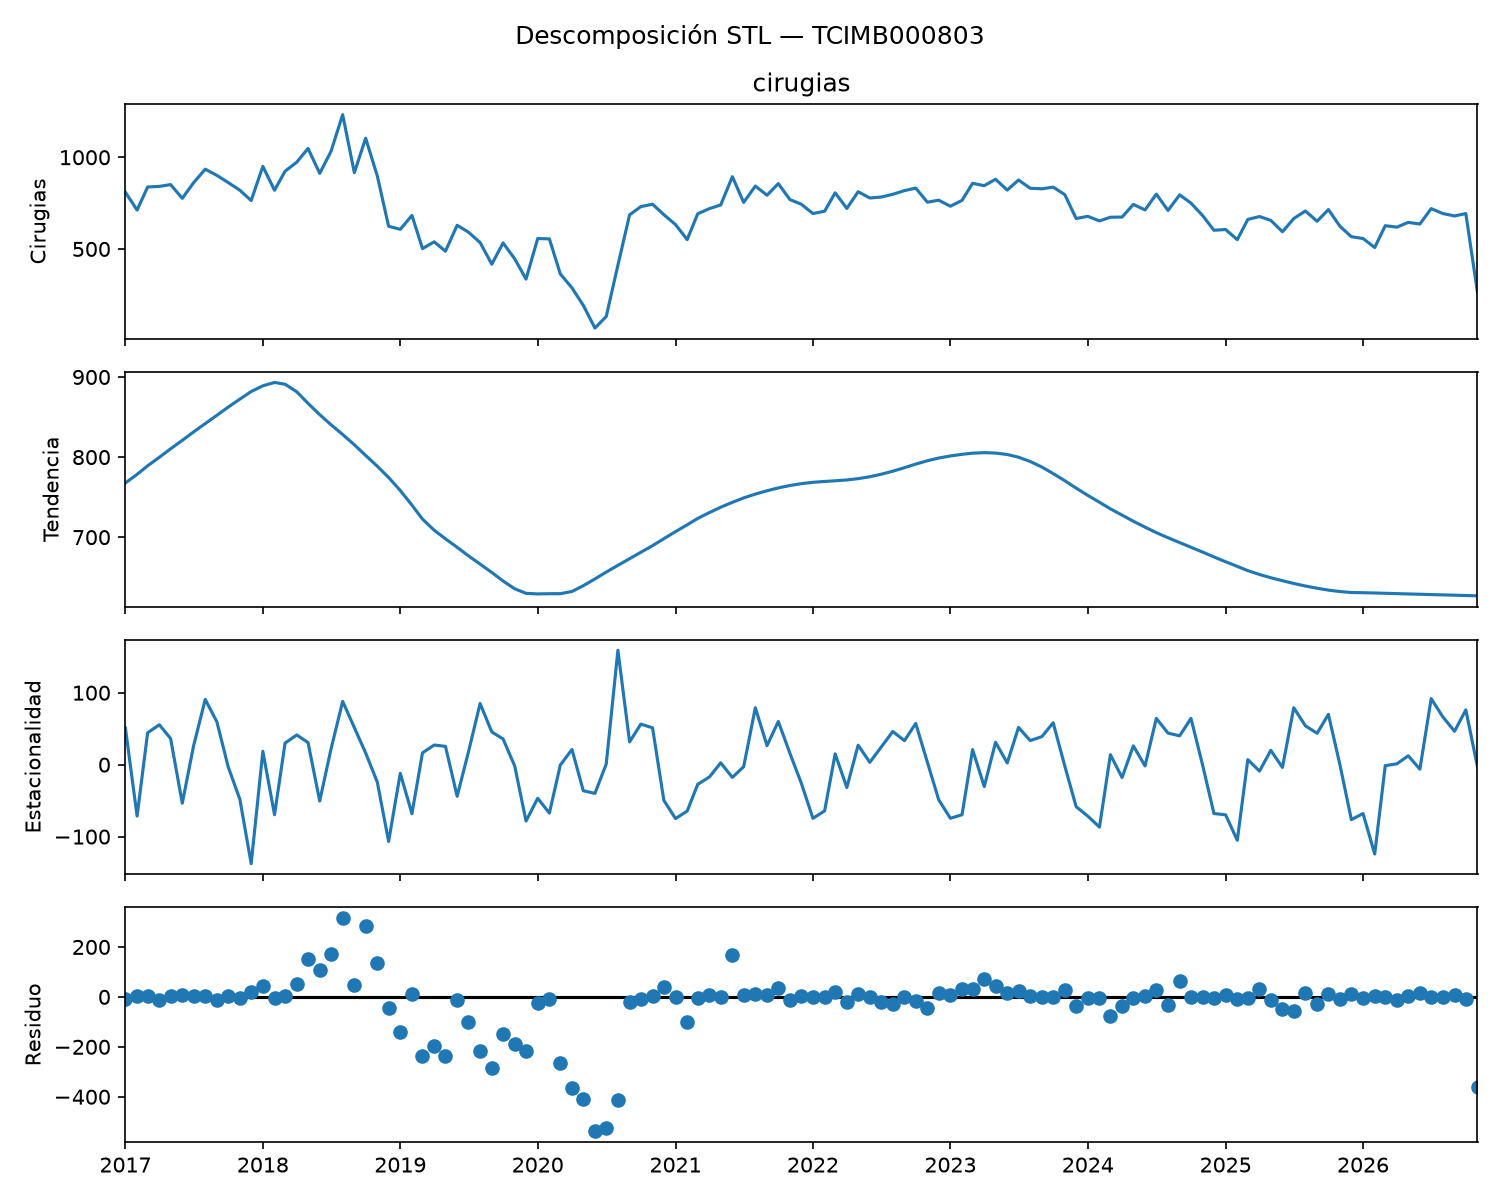 Descomposición STL — TCIMB000803
cirugias
Cirugias
1000
500
Tendencia
900
800
700
Estacionalidad
100
0
−100
Residuo
200
0
−200
−400
2017 2018 2019 2020 2021 2022 2023 2024 2025 2026